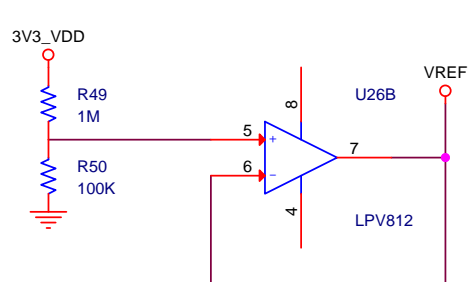 3V3_VDD
R49
1M
R50
100K
5
+
6
−
8
4
7
U26B
LPV812
VREF